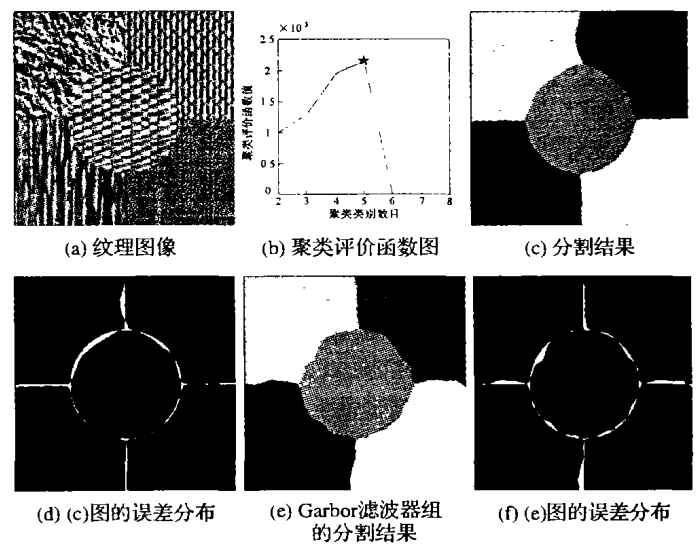 ×10³
2.5
2
1.5
1
0.5
0
聚类评价函数值
2 3 4 5 6 7 8
聚类类别数目
(a) 纹理图像
(b) 聚类评价函数图
(c) 分割结果
(d) (c)图的误差分布
(e) Garbor滤波器组
的分割结果
(f) (e)图的误差分布